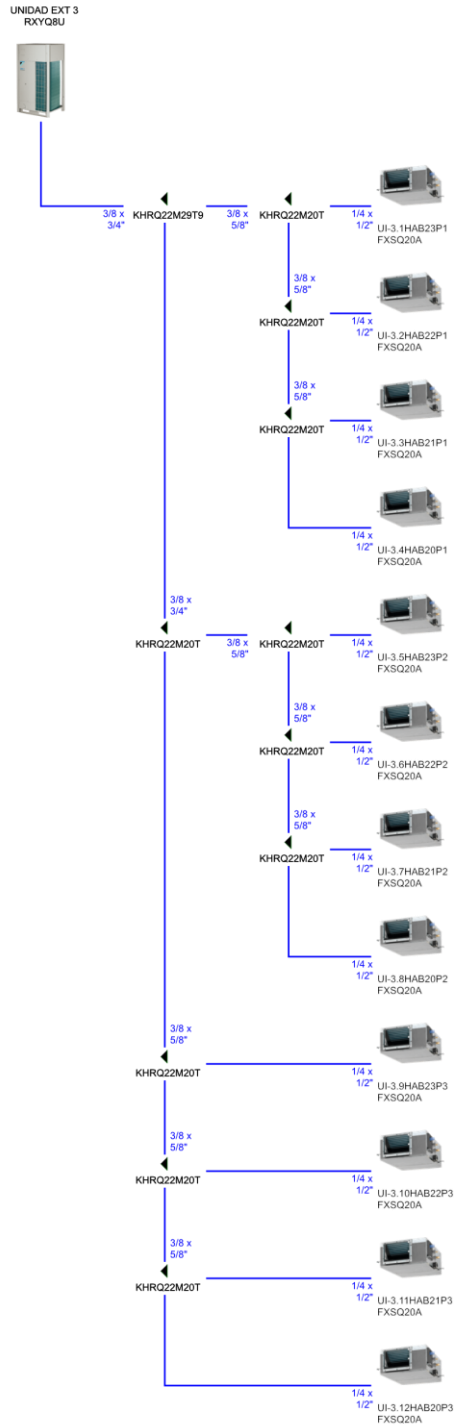 UNIDAD EXT 3
RXYQ8U
3/8 x
3/4"
KHRQ22M29T9
3/8 x
5/8"
KHRQ22M20T
1/4 x
1/2"
UI-3.1HAB23P1
FXSQ20A
3/8 x
5/8"
KHRQ22M20T
1/4 x
1/2"
UI-3.2HAB22P1
FXSQ20A
3/8 x
5/8"
KHRQ22M20T
1/4 x
1/2"
UI-3.3HAB21P1
FXSQ20A
1/4 x
1/2"
UI-3.4HAB20P1
FXSQ20A
3/8 x
3/4"
KHRQ22M20T
3/8 x
5/8"
KHRQ22M20T
1/4 x
1/2"
UI-3.5HAB23P2
FXSQ20A
3/8 x
5/8"
KHRQ22M20T
1/4 x
1/2"
UI-3.6HAB22P2
FXSQ20A
3/8 x
5/8"
KHRQ22M20T
1/4 x
1/2"
UI-3.7HAB21P2
FXSQ20A
1/4 x
1/2"
UI-3.8HAB20P2
FXSQ20A
3/8 x
5/8"
KHRQ22M20T
1/4 x
1/2"
UI-3.9HAB23P3
FXSQ20A
3/8 x
5/8"
KHRQ22M20T
1/4 x
1/2"
UI-3.10HAB22P3
FXSQ20A
3/8 x
5/8"
KHRQ22M20T
1/4 x
1/2"
UI-3.11HAB21P3
FXSQ20A
1/4 x
1/2"
UI-3.12HAB20P3
FXSQ20A